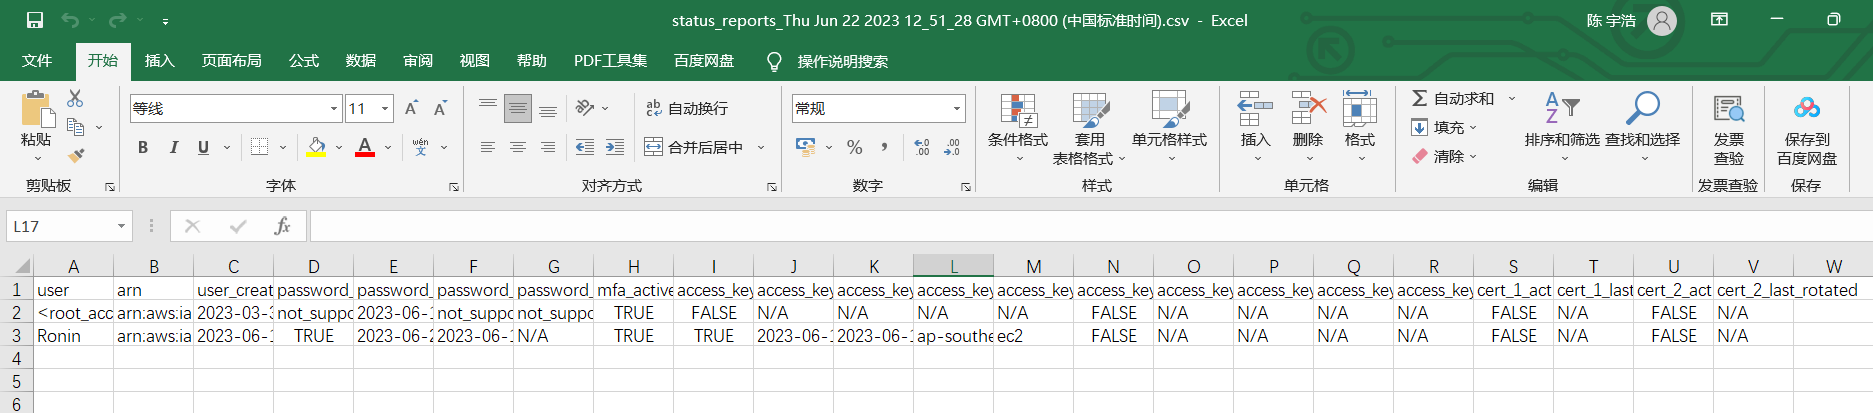 status_reports_Thu Jun 22 2023 12_51_28 GMT+0800 (中国标准时间).csv - Excel
陈 宇浩
文件 开始 插入 页面布局 公式 数据 审阅 视图 帮助 PDF工具集 百度网盘 操作说明搜索
粘贴
剪贴板
等线 11
B I U wén 文
字体
ab c 自动换行
合并后居中
对齐方式
常规
% , .00
数字
条件格式 套用 表格格式 单元格样式
样式
插入 删除 格式
单元格
自动求和
填充
清除
排序和筛选 查找和选择
编辑
发票 查验
发票查验
保存到 百度网盘
保存
L17 fx
A B C D E F G H I J K L M N O P Q R S T U V W
1 user arn user_creat password_ password_ password_ password_ mfa_active access_key access_key access_key access_key access_key access_key access_key access_key access_key access_key cert_1_act cert_1_last cert_2_act cert_2_last_rotated
2 <root_acc arn:aws:ia 2023-03-3 not_suppo 2023-06-1 not_suppo not_suppo TRUE FALSE N/A N/A N/A N/A FALSE N/A N/A N/A N/A FALSE N/A FALSE N/A
3 Ronin arn:aws:ia 2023-06-1 TRUE 2023-06-2 2023-06-1 N/A TRUE TRUE 2023-06-1 2023-06-1 ap-southe ec2 FALSE N/A N/A N/A N/A FALSE N/A FALSE N/A
4
5
6